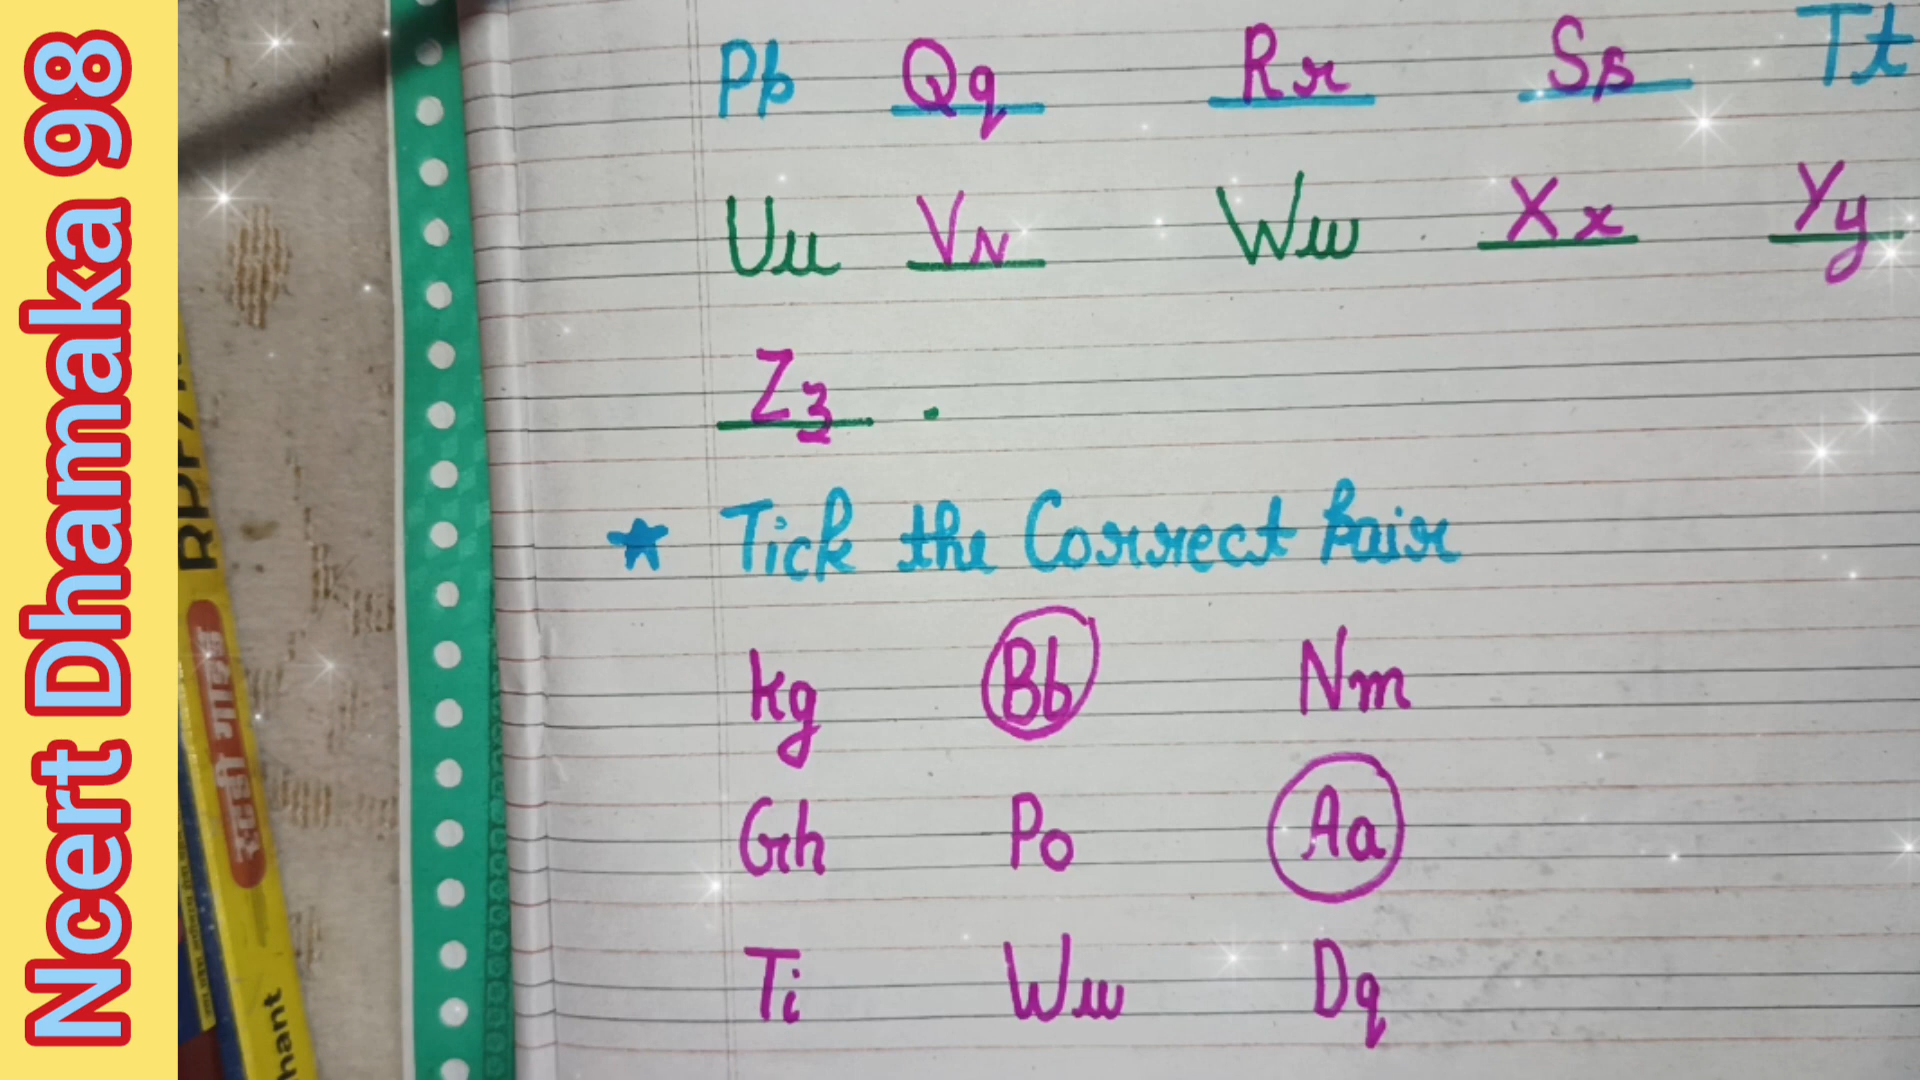 Ncert Dhamaka 98
Pp Qq Rr Ss Tt
Uu Vv Ww Xx Yy
Zz .
Tick the Correct pair
kg Bb Nm
Gh Po Aa
Ti Ww Dq
hant